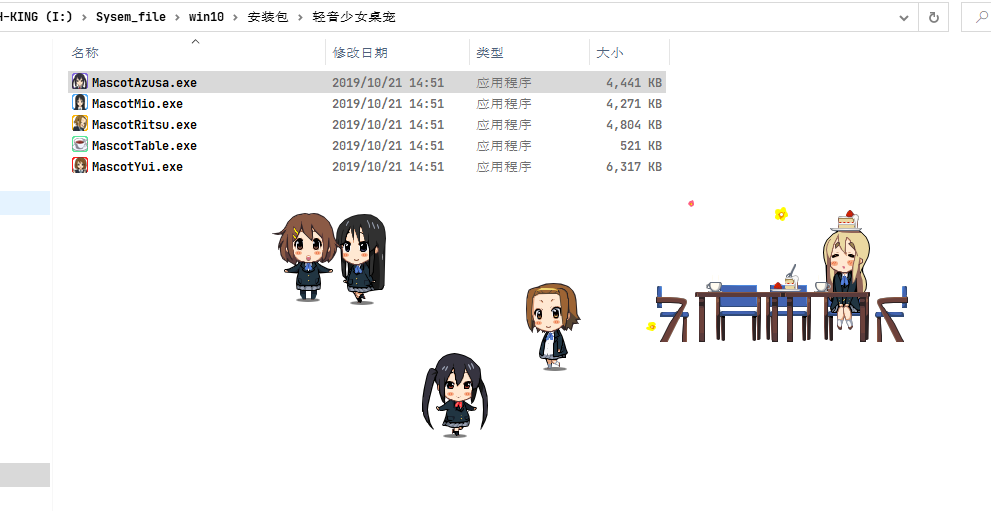 H-KING (I:) › Sysem_file › win10 › 安装包 › 轻音少女桌宠
名称 修改日期 类型 大小
MascotAzusa.exe 2019/10/21 14:51 应用程序 4,441 KB
MascotMio.exe 2019/10/21 14:51 应用程序 4,271 KB
MascotRitsu.exe 2019/10/21 14:51 应用程序 4,804 KB
MascotTable.exe 2019/10/21 14:51 应用程序 521 KB
MascotYui.exe 2019/10/21 14:51 应用程序 6,317 KB